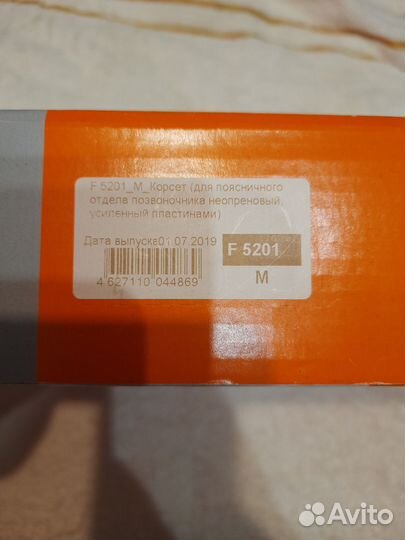 F 5201_M_Корсет (для поясничного
отдела позвоночника неопреновый,
усиленный пластинами)
Дата выпуска01.07.2019
F 5201
4 627110 044869
M
Avito